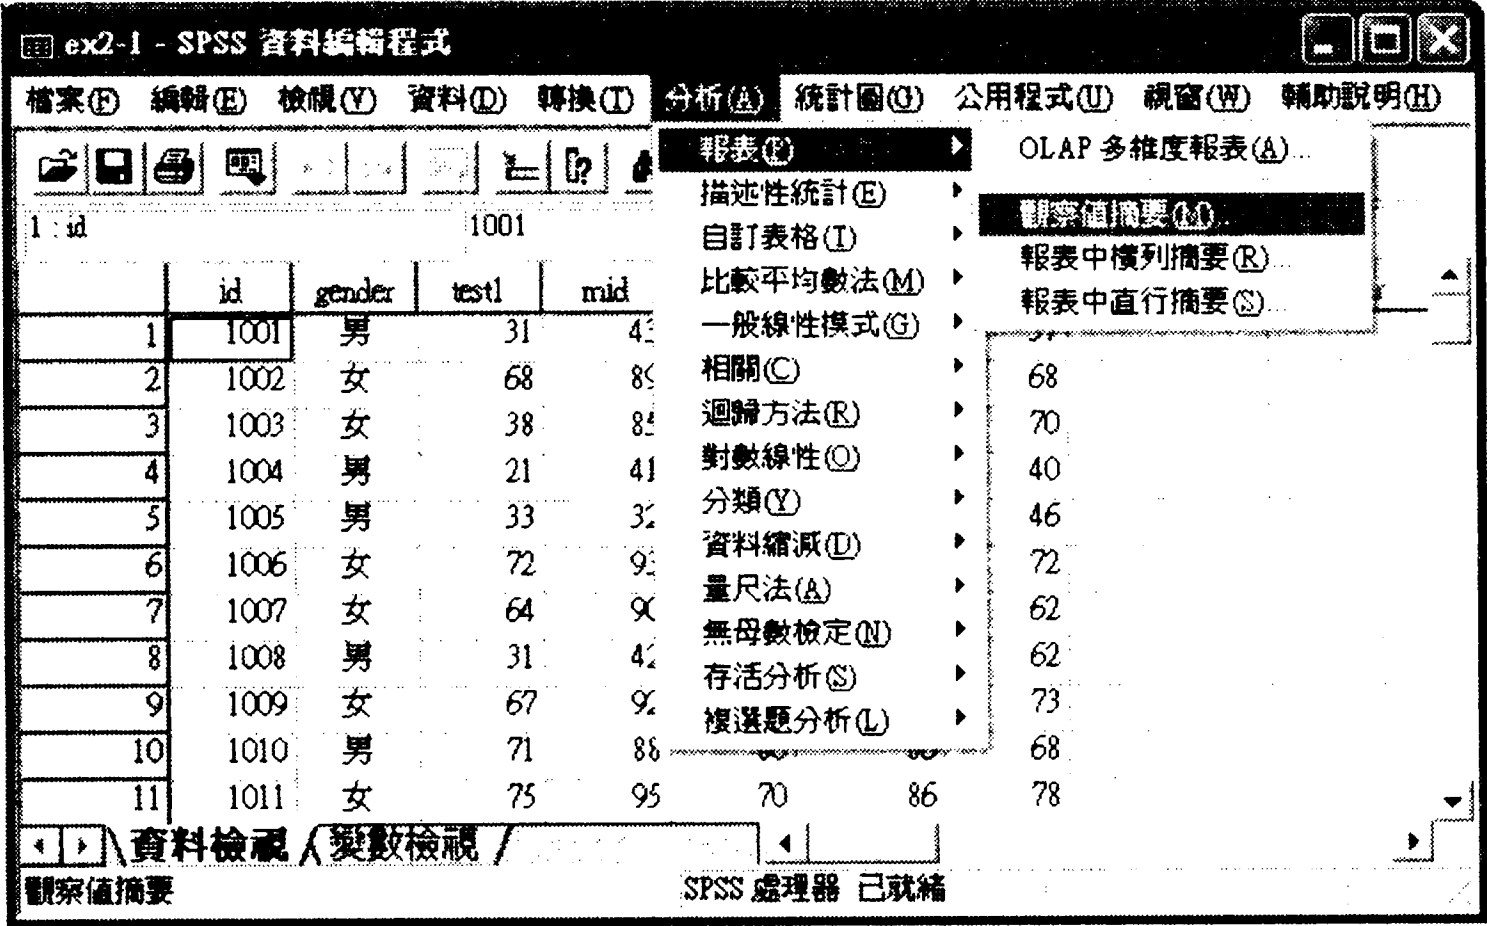 ex2-1 - SPSS 資料編輯程式
檔案(F) 編輯(E) 檢視(V) 資料(D) 轉換(T) 分析(A) 統計圖(G) 公用程式(U) 視窗(W) 輔助說明(H)
報表(P) OLAP 多維度報表(A)...
描述性統計(E)
1 : id 1001 觀察值摘要(M)...
自訂表格(T) 報表中橫列摘要(R)...
id gender test1 mid 比較平均數法(M) 報表中直行摘要(S)...
1 1001 男 31 一般線性模式(G)
2 1002 女 68 相關(C) 68
3 1003 女 38 迴歸方法(R) 70
4 1004 男 21 41 對數線性(O) 40
5 1005 男 33 分類(Y) 46
6 1006 女 72 資料縮減(D) 72
7 1007 女 64 量尺法(A) 62
8 1008 男 31 無母數檢定(N) 62
9 1009 女 67 存活分析(S) 73
10 1010 男 71 88 複選題分析(L) 68
11 1011 女 75 95 70 86 78
資料檢視 變數檢視
觀察值摘要 SPSS 處理器 已就緒